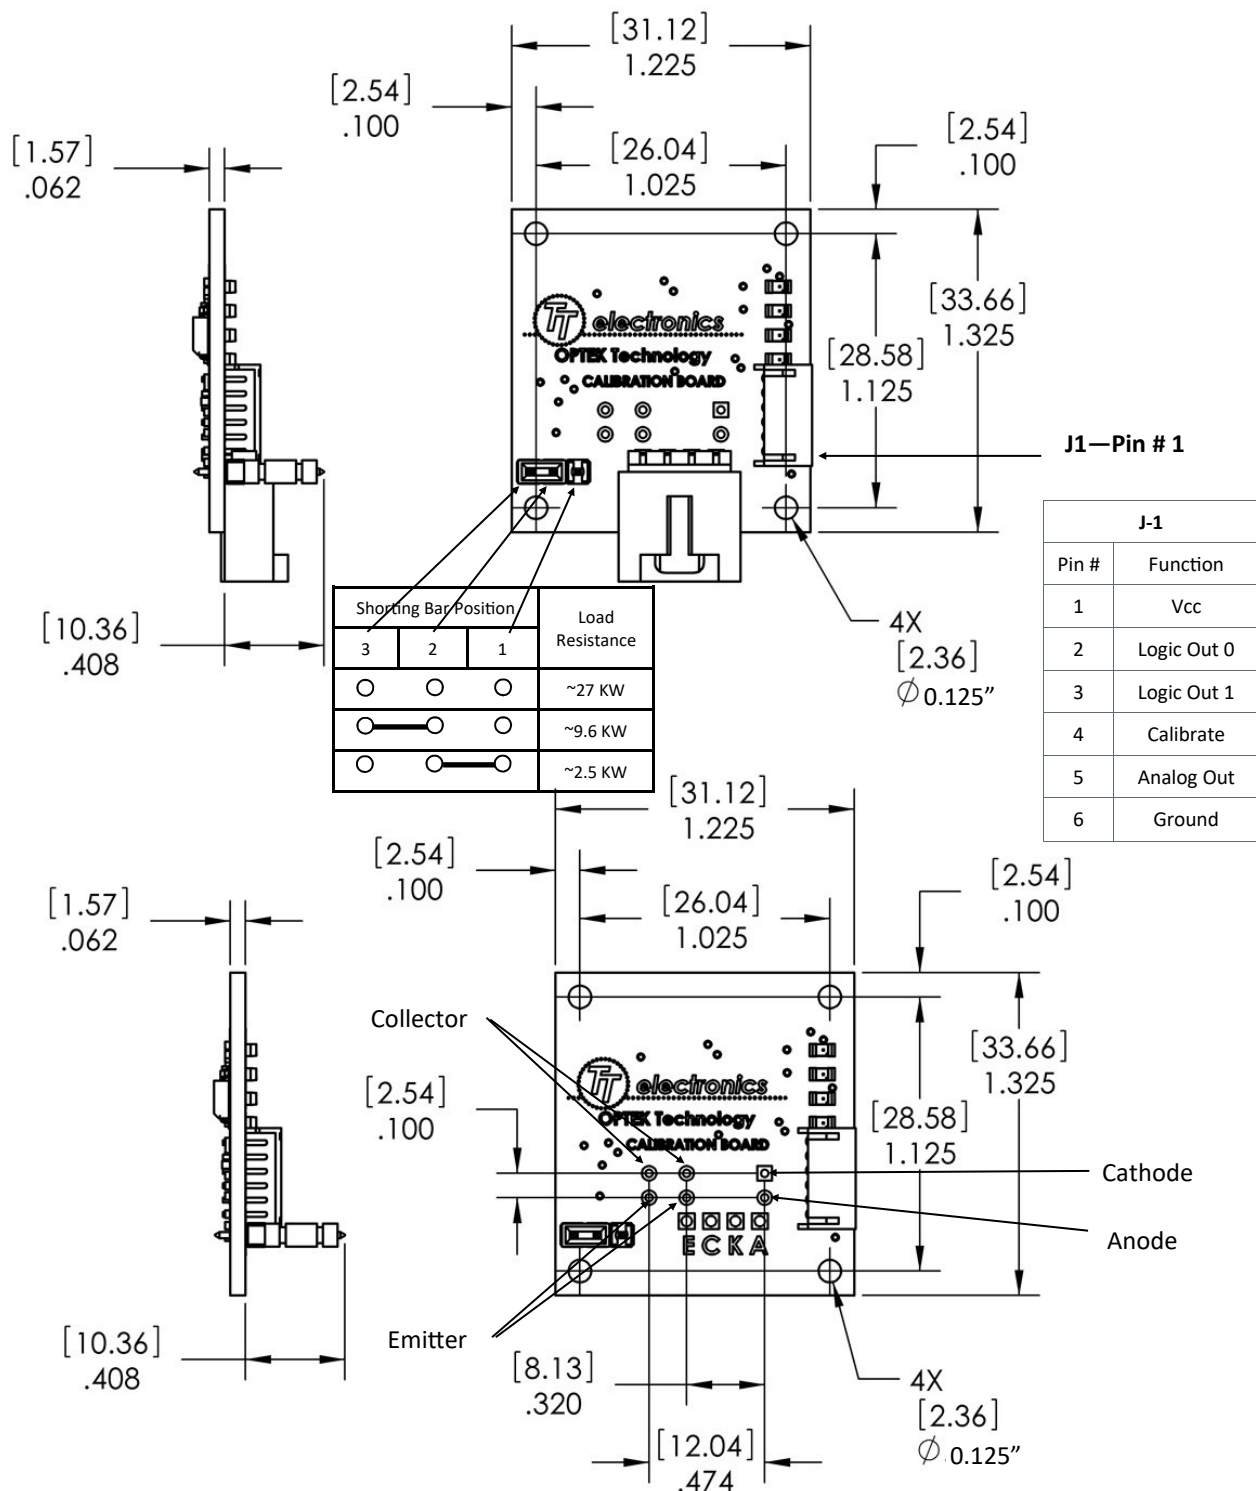 [31.12]
1.225
[2.54]
.100
[26.04]
1.025
[2.54]
.100
[1.57]
.062
TT electronics
OPTEK Technology
CALIBRATION BOARD
[33.66]
1.325
[28.58]
1.125
J1—Pin # 1
J-1
Pin # Function
1 Vcc
2 Logic Out 0
3 Logic Out 1
4 Calibrate
5 Analog Out
6 Ground
[10.36]
.408
Shorting Bar Position
Load
Resistance
3 2 1
~27 KW
~9.6 KW
~2.5 KW
4X
[2.36]
∅ 0.125”
[31.12]
1.225
[2.54]
.100
[26.04]
1.025
[2.54]
.100
[1.57]
.062
Collector
[2.54]
.100
TT electronics
OPTEK Technology
CALIBRATION BOARD
[33.66]
1.325
[28.58]
1.125
Cathode
Anode
E C K A
Emitter
[10.36]
.408
[8.13]
.320
[12.04]
.474
4X
[2.36]
∅ 0.125”